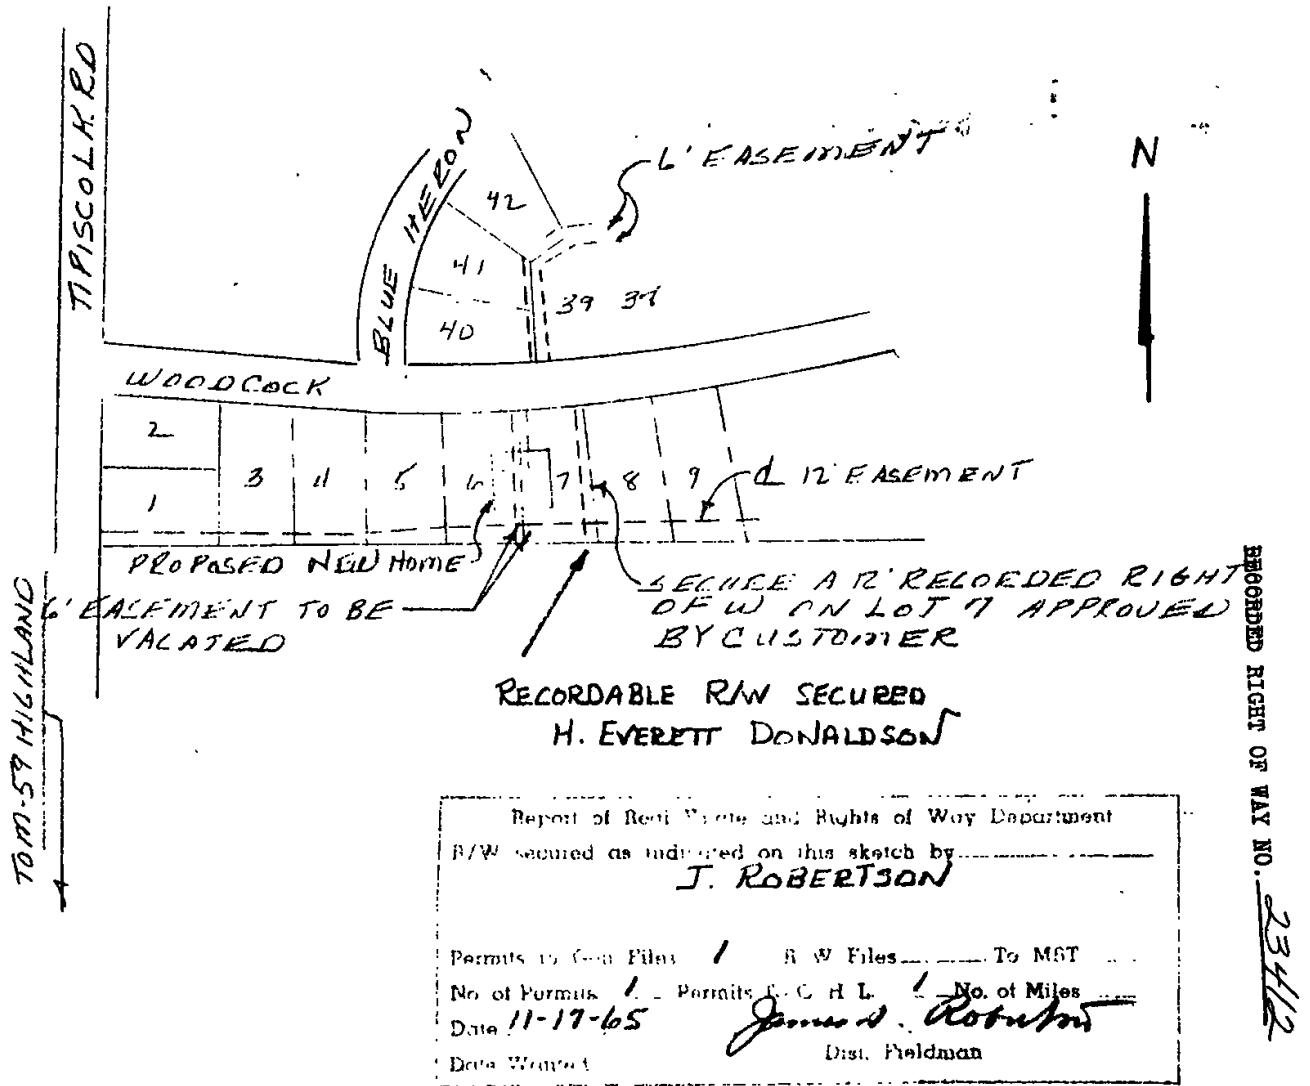 TIPISCO LK. RD
BLUE HERON
6' EASEMENT
N
42
41
40
39
37
WOODCOCK
2
1
3
4
5
6
7
8
9
₵ 12' EASEMENT
PROPOSED NEW HOME
6' EASEMENT TO BE
VACATED
SECURE A 12' RECORDED RIGHT
OF W ON LOT 7 APPROVED
BY CUSTOMER
RECORDABLE R/W SECURED
H. EVERETT DONALDSON
TOM-59 HIGHLAND
RECORDED RIGHT OF WAY NO. 23412
Report of Real Estate and Rights of Way Department
R/W secured as indicated on this sketch by
J. ROBERTSON
Permits to Files 1 R/W Files To MBT
No of Permits 1 Permits to C. H. L. 1 No. of Miles
Date 11-17-65 James D. Robertson
Date Wanted Dist. Fieldman